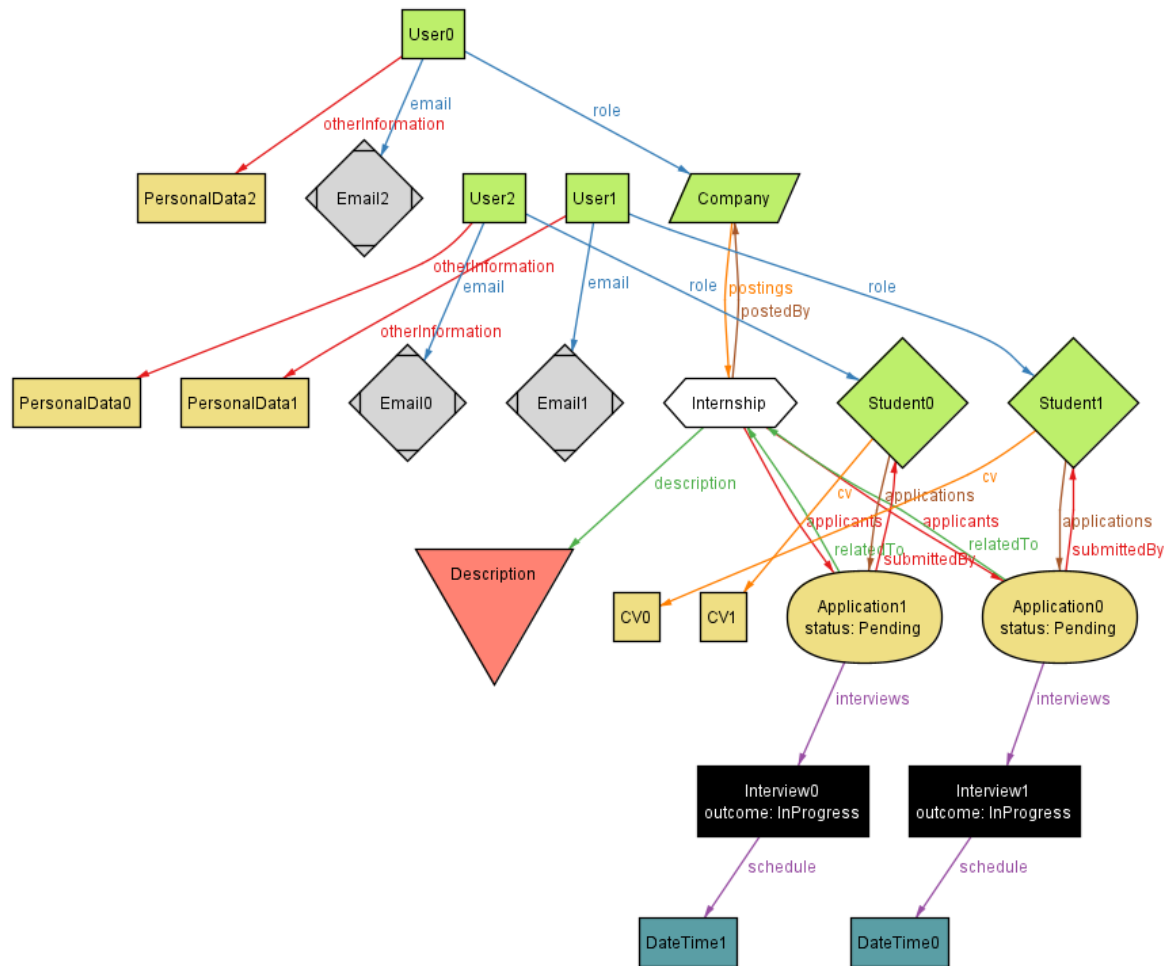 User0
email
role
otherInformation
PersonalData2
Email2
User2
User1
Company
otherInformation
email
email
role
postings
role
postedBy
otherInformation
PersonalData0
PersonalData1
Email0
Email1
Internship
Student0
Student1
description
cv
applications
cv
applicants
applicants
applications
relatedTo
submittedBy
relatedTo
submittedBy
Description
CV0
CV1
Application1
status: Pending
Application0
status: Pending
interviews
interviews
Interview0
outcome: InProgress
Interview1
outcome: InProgress
schedule
schedule
DateTime1
DateTime0